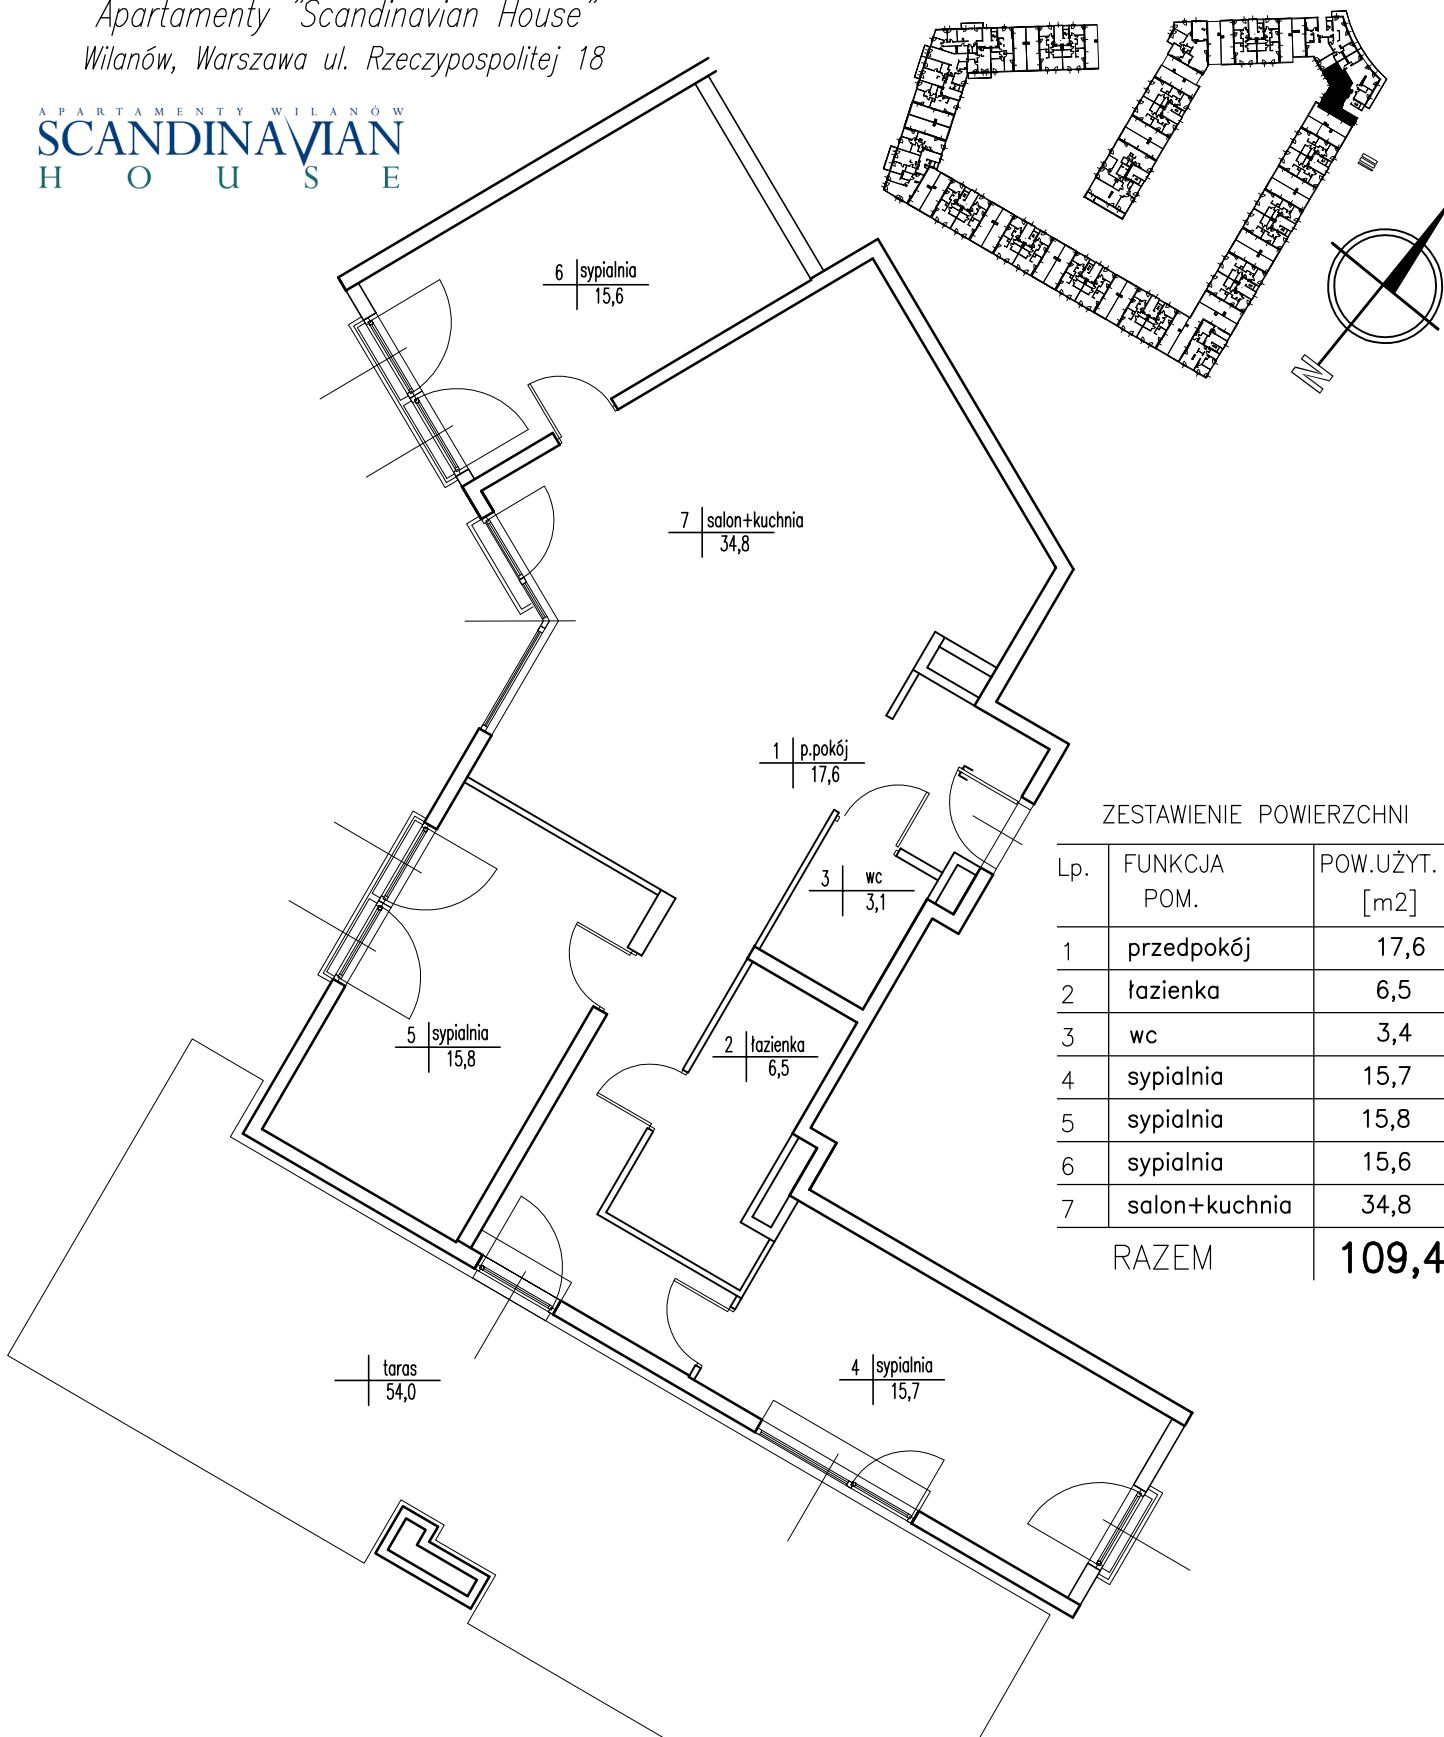 Apartamenty "Scandinavian House"
Wilanów, Warszawa ul. Rzeczypospolitej 18
APARTAMENTY WILANÓW
SCANDINAVIAN
HOUSE
N
6 sypialnia
15,6
7 salon+kuchnia
34,8
1 p.pokój
17,6
3 wc
3,1
2 łazienka
6,5
5 sypialnia
15,8
taras
54,0
4 sypialnia
15,7
ZESTAWIENIE POWIERZCHNI
Lp. FUNKCJA POM. POW.UŻYT. [m2]
1 przedpokój 17,6
2 łazienka 6,5
3 wc 3,4
4 sypialnia 15,7
5 sypialnia 15,8
6 sypialnia 15,6
7 salon+kuchnia 34,8
RAZEM 109,4